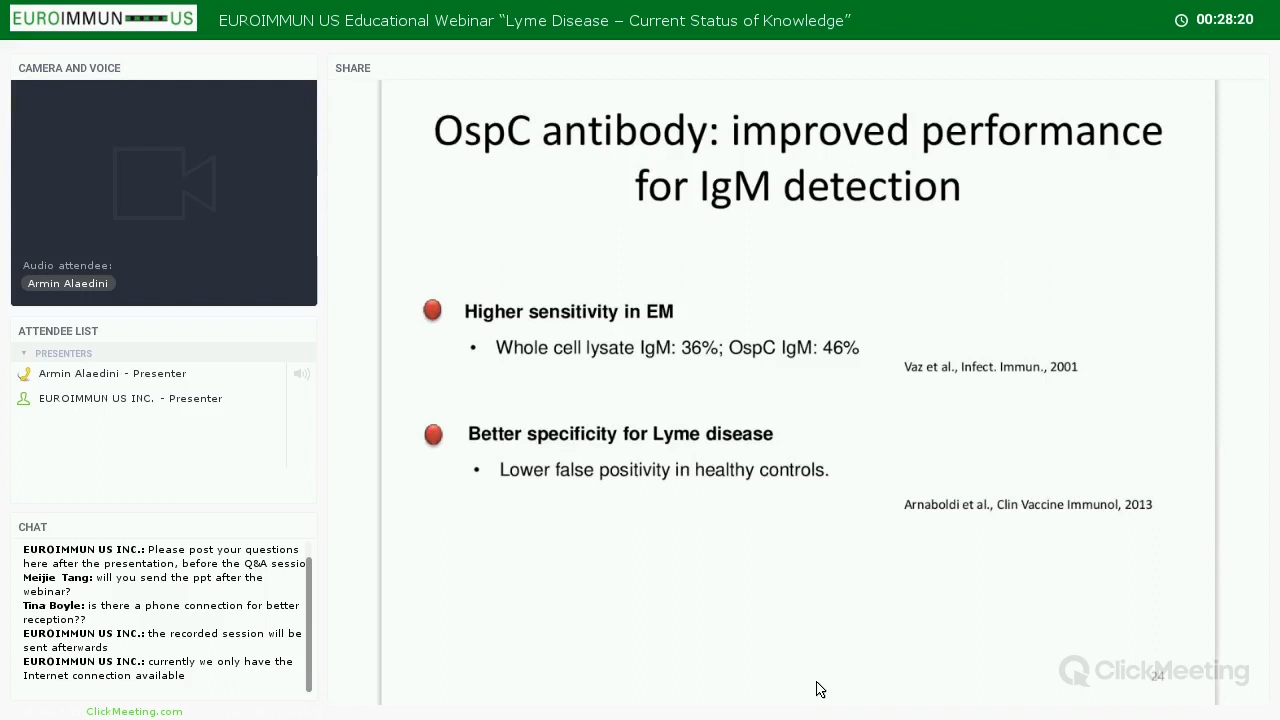 EUROIMMUN US
EUROIMMUN US Educational Webinar “Lyme Disease – Current Status of Knowledge”
00:28:20
CAMERA AND VOICE
Audio attendee:
Armin Alaedini
ATTENDEE LIST
PRESENTERS
Armin Alaedini - Presenter
EUROIMMUN US INC. - Presenter
CHAT
EUROIMMUN US INC.: Please post your questions
here after the presentation, before the Q&A sessio
Meijie Tang: will you send the ppt after the
webinar?
Tina Boyle: is there a phone connection for better
reception??
EUROIMMUN US INC.: the recorded session will be
sent afterwards
EUROIMMUN US INC.: currently we only have the
Internet connection available
ClickMeeting.com
SHARE
OspC antibody: improved performance
for IgM detection
Higher sensitivity in EM
• Whole cell lysate IgM: 36%; OspC IgM: 46%
Vaz et al., Infect. Immun., 2001
Better specificity for Lyme disease
• Lower false positivity in healthy controls.
Arnaboldi et al., Clin Vaccine Immunol, 2013
ClickMeeting
24